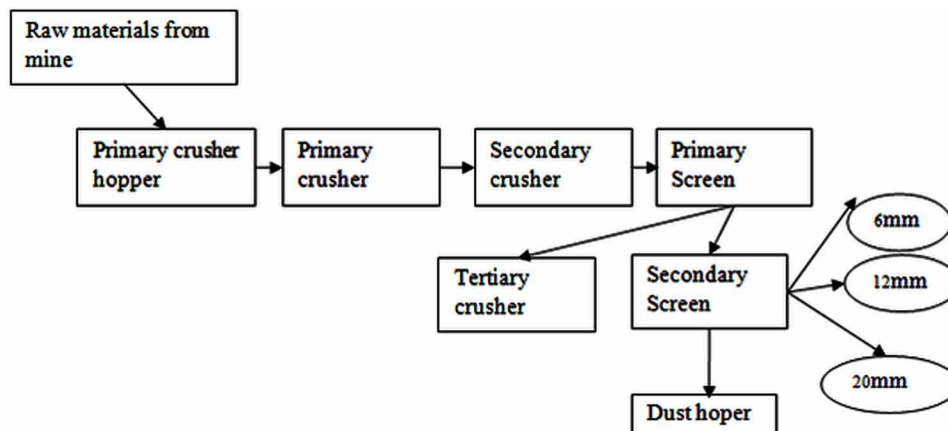 Raw materials from
mine
Primary crusher
hopper
Primary
crusher
Secondary
crusher
Primary
Screen
6mm
Tertiary
crusher
Secondary
Screen
12mm
20mm
Dust hoper